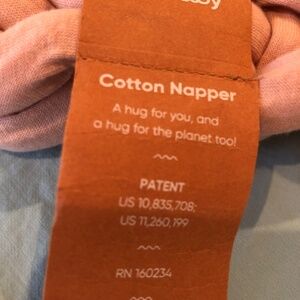 Cotton Napper
A hug for you, and
a hug for the planet too!
PATENT
US 10,835,708;
US 11,260,199
RN 160234